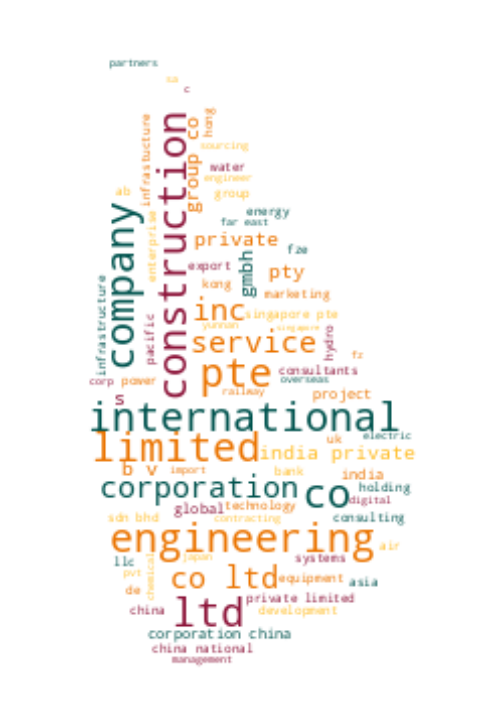 partners
sa
c
construction
infrastucture
group co
hong
sourcing
water
engineer
ab
group
company
enterprise
energy
far east
private
fze
gmbh
export
pty
infrastructure
kong
marketing
inc
singapore pte
yunnan
singapore
pacific
service
hydro
fz
pte
consultants
corp
power
overseas
railway
project
s
international
limited
uk
electric
india private
b v
import
bank
india
corporation
co
holding
digital
global
technology
sdn bhd
contracting
consulting
engineering
air
llc
japan
systems
pvt
chemical
co ltd
equipment
asia
de
private limited
china
ltd
development
corporation china
china national
management